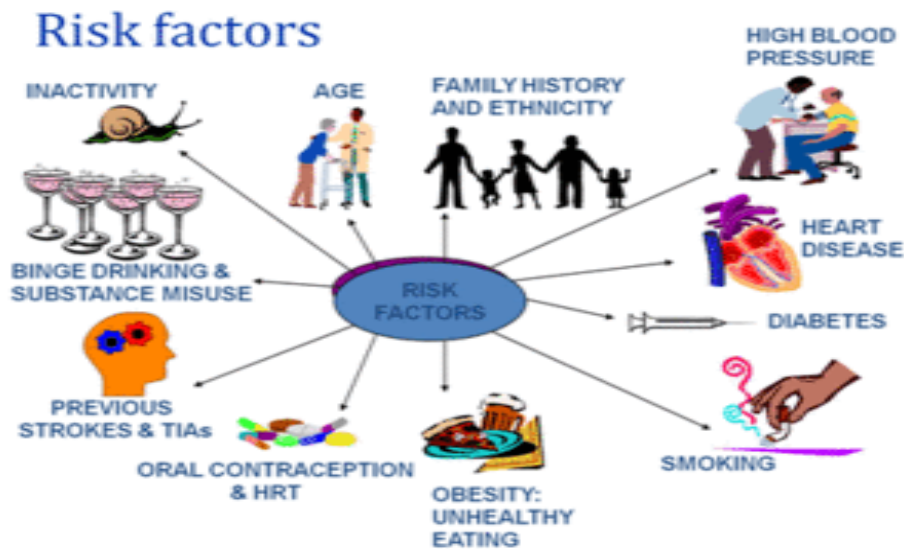 Risk factors
INACTIVITY
AGE
FAMILY HISTORY
AND ETHNICITY
HIGH BLOOD
PRESSURE
BINGE DRINKING &
SUBSTANCE MISUSE
RISK
FACTORS
HEART
DISEASE
DIABETES
PREVIOUS
STROKES & TIAs
ORAL CONTRACEPTION
& HRT
OBESITY:
UNHEALTHY
EATING
SMOKING